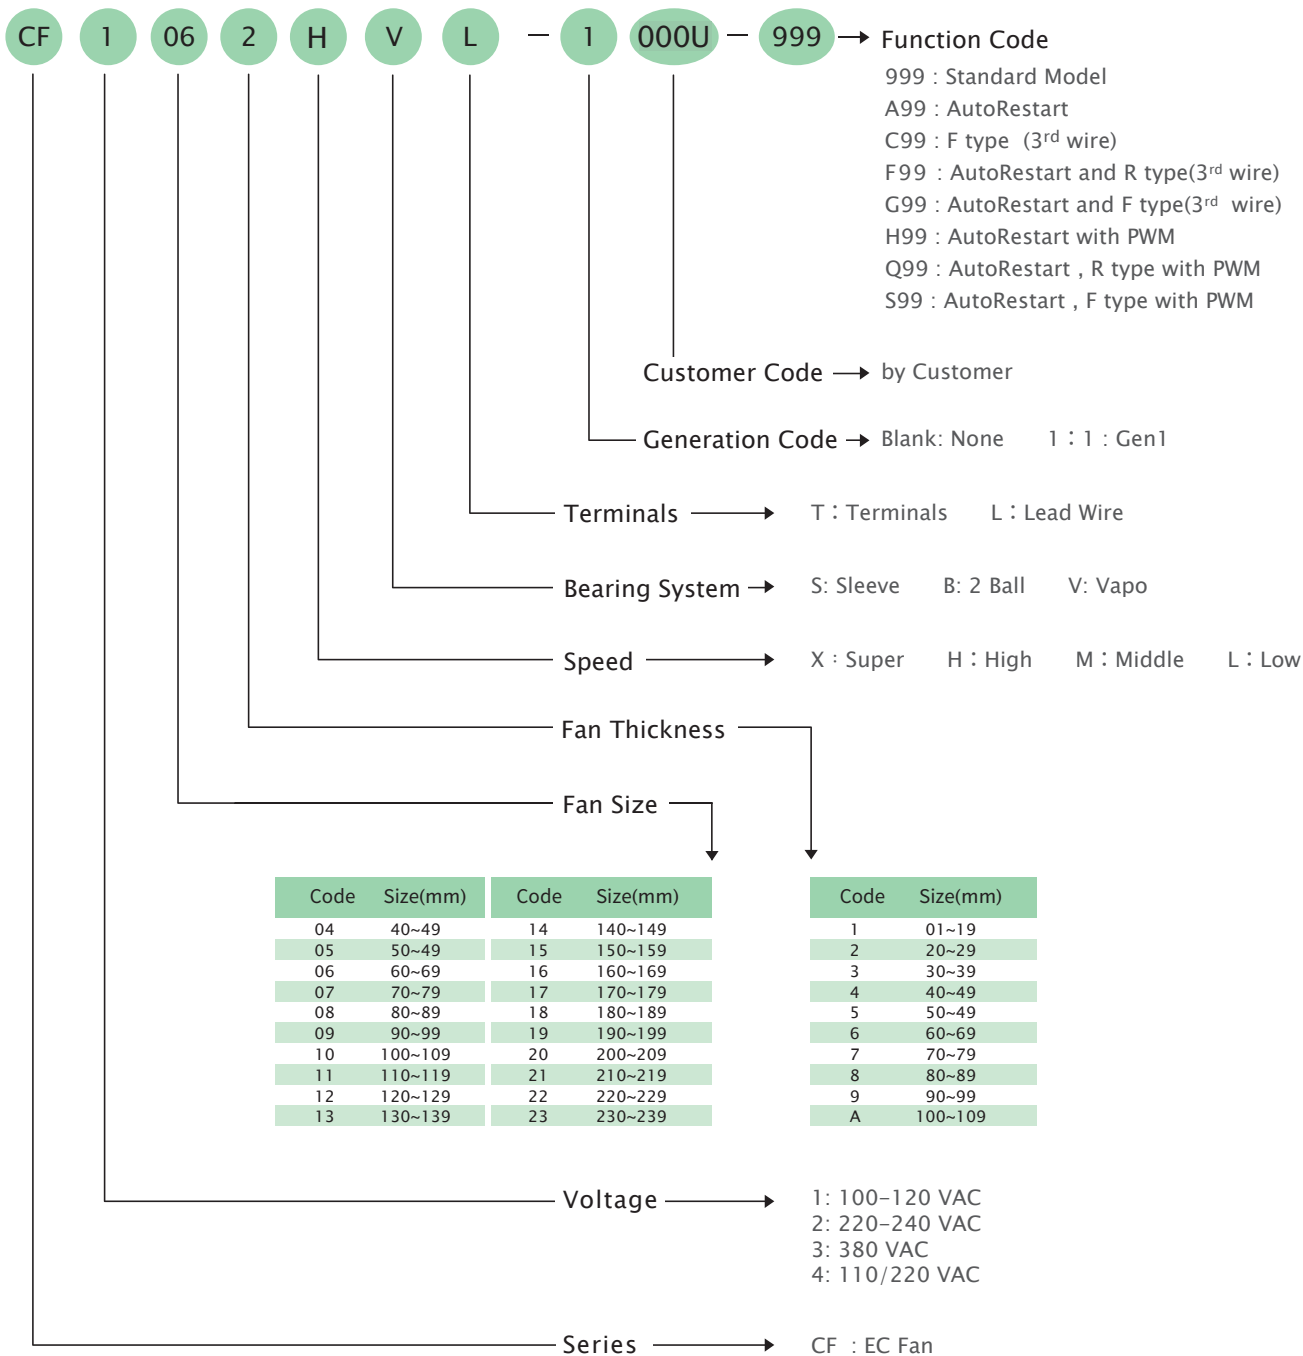 CF 1 06 2 H V L – 1 000U – 999 Function Code
999 : Standard Model
A99 : AutoRestart
C99 : F type (3rd wire)
F99 : AutoRestart and R type(3rd wire)
G99 : AutoRestart and F type(3rd wire)
H99 : AutoRestart with PWM
Q99 : AutoRestart , R type with PWM
S99 : AutoRestart , F type with PWM
Customer Code by Customer
Generation Code Blank: None 1：1 : Gen1
Terminals T：Terminals L：Lead Wire
Bearing System S: Sleeve B: 2 Ball V: Vapo
Speed X：Super H：High M：Middle L：Low
Fan Thickness
Fan Size
Code Size(mm) Code Size(mm) Code Size(mm)
04 40~49 14 140~149 1 01~19
05 50~49 15 150~159 2 20~29
06 60~69 16 160~169 3 30~39
07 70~79 17 170~179 4 40~49
08 80~89 18 180~189 5 50~49
09 90~99 19 190~199 6 60~69
10 100~109 20 200~209 7 70~79
11 110~119 21 210~219 8 80~89
12 120~129 22 220~229 9 90~99
13 130~139 23 230~239 A 100~109
Voltage 1: 100–120 VAC
2: 220–240 VAC
3: 380 VAC
4: 110/220 VAC
Series CF : EC Fan